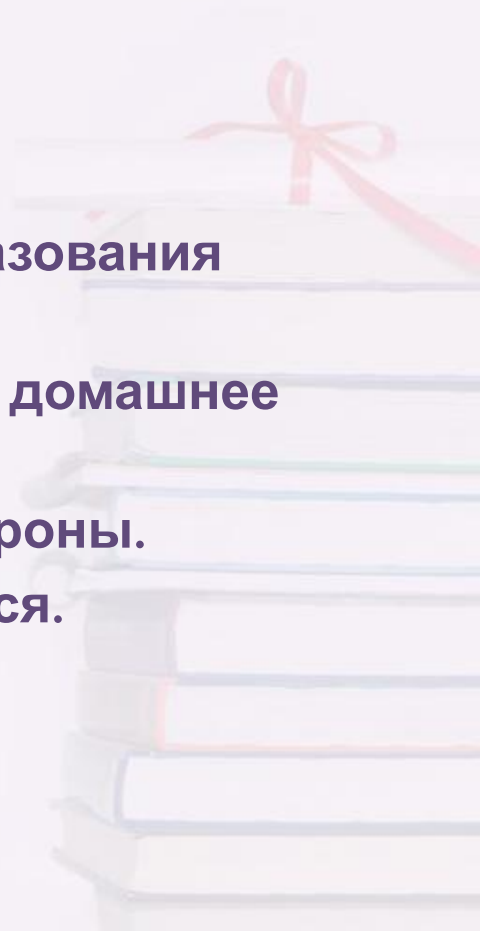 азования
домашнее
роны.
ся.